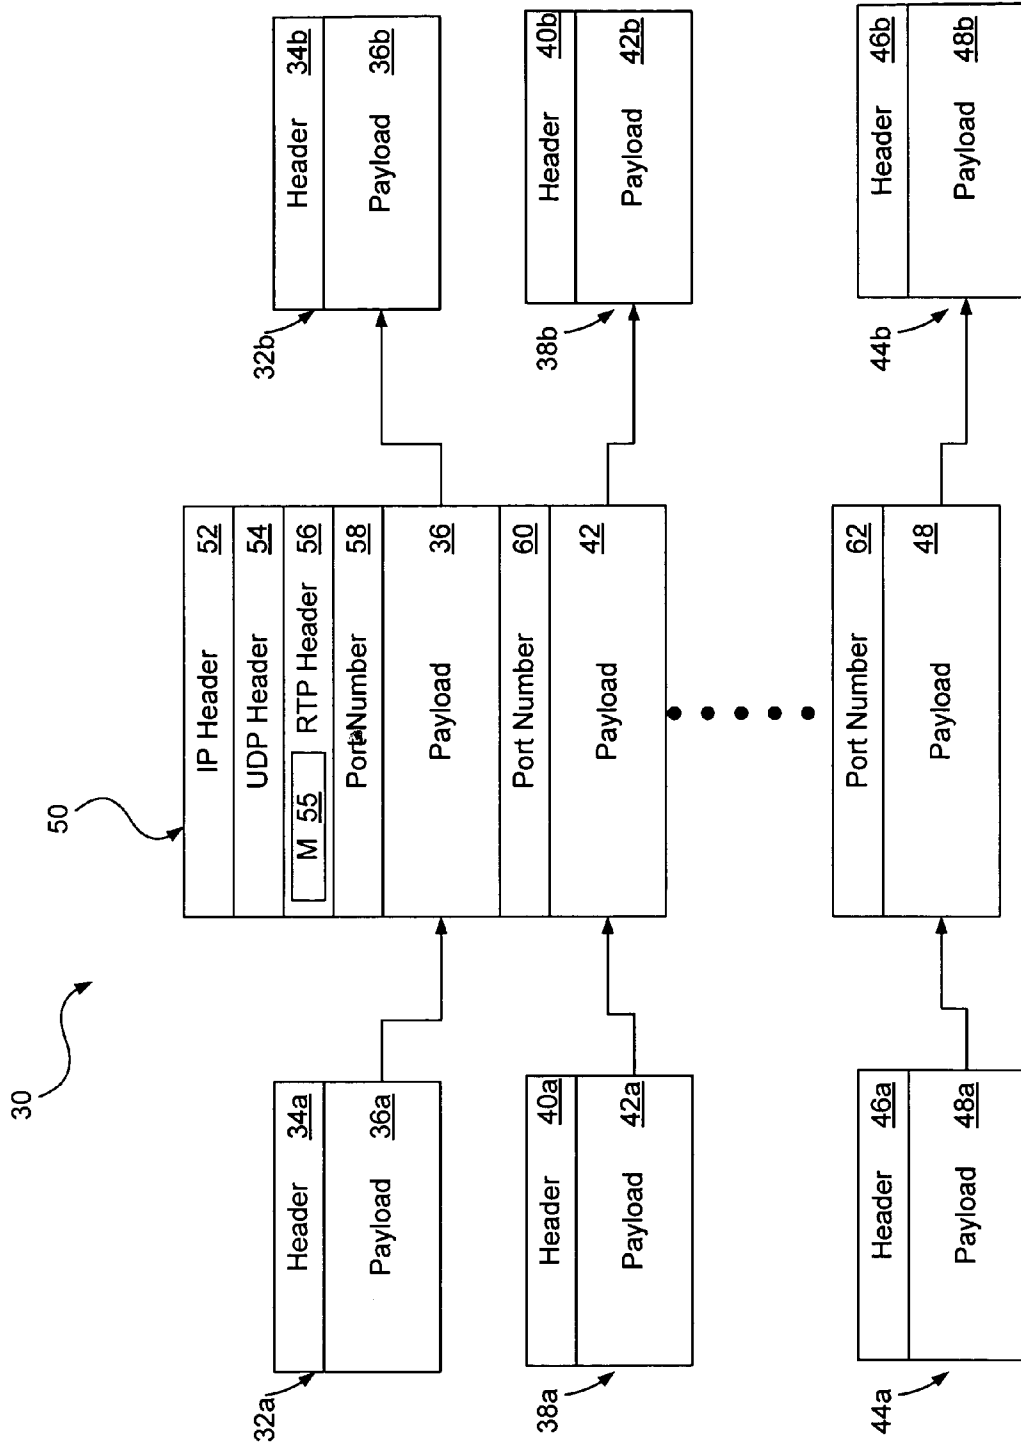 30
50
32a
Header 34a
Payload 36a
38a
Header 40a
Payload 42a
44a
Header 46a
Payload 48a
IP Header 52
UDP Header 54
M 55 RTP Header 56
Port Number 58
Payload 36
Port Number 60
Payload 42
Port Number 62
Payload 48
32b
Header 34b
Payload 36b
38b
Header 40b
Payload 42b
44b
Header 46b
Payload 48b